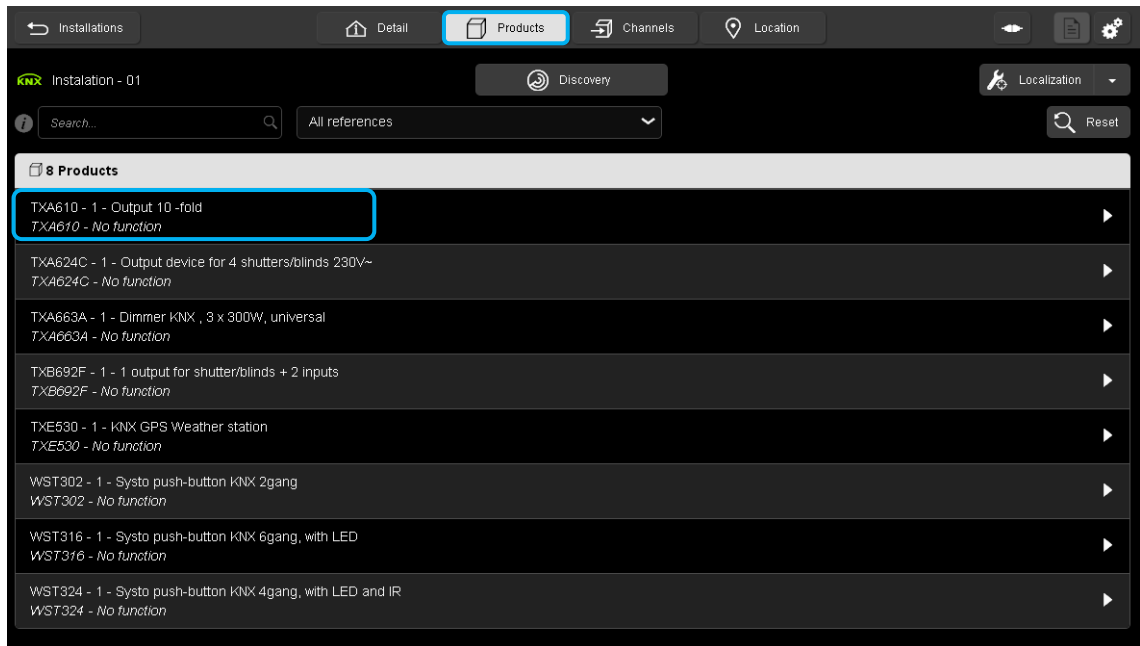 Installations
Detail
Products
Channels
Location
KNX Instalation - 01
Discovery
Localization
Search...
All references
Reset
8 Products
TXA610 - 1 - Output 10 -fold
TXA610 - No function
TXA624C - 1 - Output device for 4 shutters/blinds 230V~
TXA624C - No function
TXA663A - 1 - Dimmer KNX , 3 x 300W, universal
TXA663A - No function
TXB692F - 1 - 1 output for shutter/blinds + 2 inputs
TXB692F - No function
TXE530 - 1 - KNX GPS Weather station
TXE530 - No function
WST302 - 1 - Systo push-button KNX 2gang
WST302 - No function
WST316 - 1 - Systo push-button KNX 6gang, with LED
WST316 - No function
WST324 - 1 - Systo push-button KNX 4gang, with LED and IR
WST324 - No function